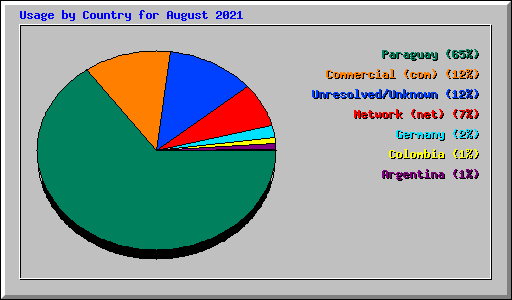 Usage by Country for August 2021
Paraguay (65%)
Commercial (com) (12%)
Unresolved/Unknown (12%)
Network (net) (7%)
Germany (2%)
Colombia (1%)
Argentina (1%)